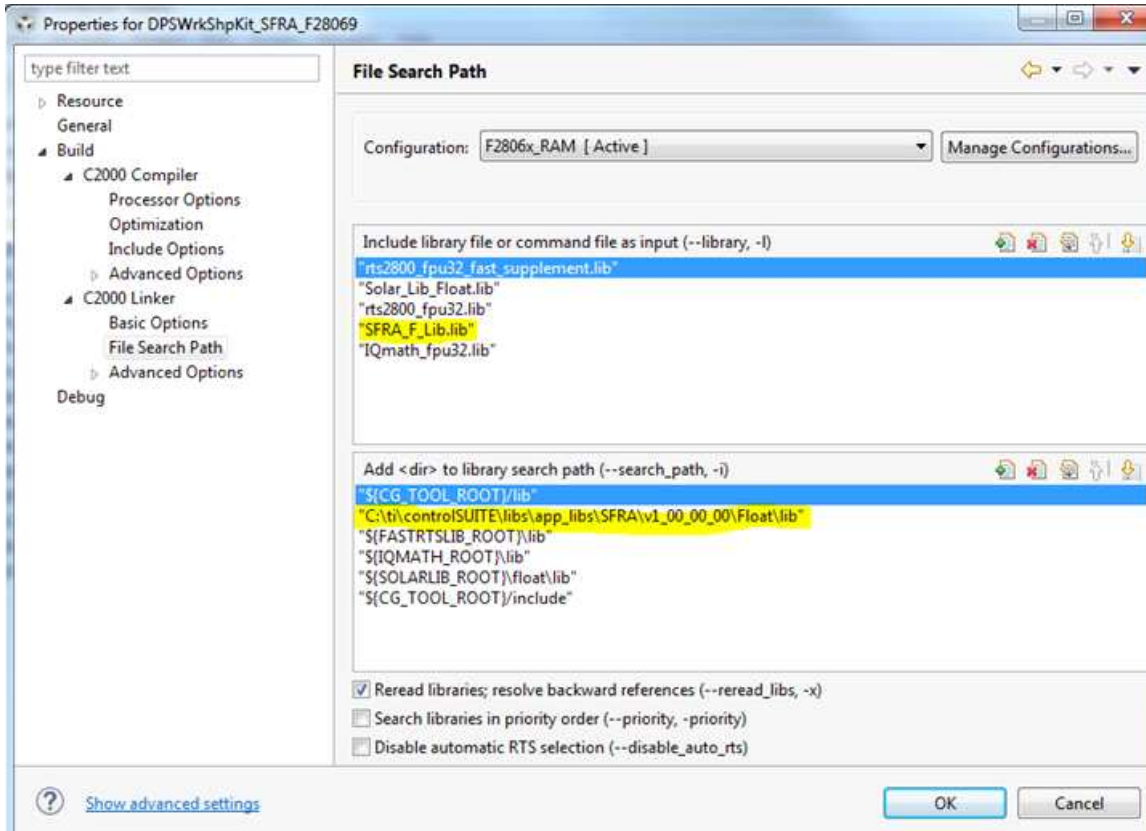 Properties for DPSWrkShpKit_SFRA_F28069
type filter text
Resource
General
Build
C2000 Compiler
Processor Options
Optimization
Include Options
Advanced Options
C2000 Linker
Basic Options
File Search Path
Advanced Options
Debug
File Search Path
Configuration: F2806x_RAM [ Active ] Manage Configurations...
Include library file or command file as input (--library, -l)
"rts2800_fpu32_fast_supplement.lib"
"Solar_Lib_Float.lib"
"rts2800_fpu32.lib"
"SFRA_F_Lib.lib"
"IQmath_fpu32.lib"
Add <dir> to library search path (--search_path, -i)
"${CG_TOOL_ROOT}/lib"
"C:\ti\controlSUITE\libs\app_libs\SFRA\v1_00_00_00\Float\lib"
"${FASTRTSLIB_ROOT}\lib"
"${IQMATH_ROOT}\lib"
"${SOLARLIB_ROOT}\float\lib"
"${CG_TOOL_ROOT}/include"
Reread libraries; resolve backward references (--reread_libs, -x)
Search libraries in priority order (--priority, -priority)
Disable automatic RTS selection (--disable_auto_rts)
? Show advanced settings
OK Cancel